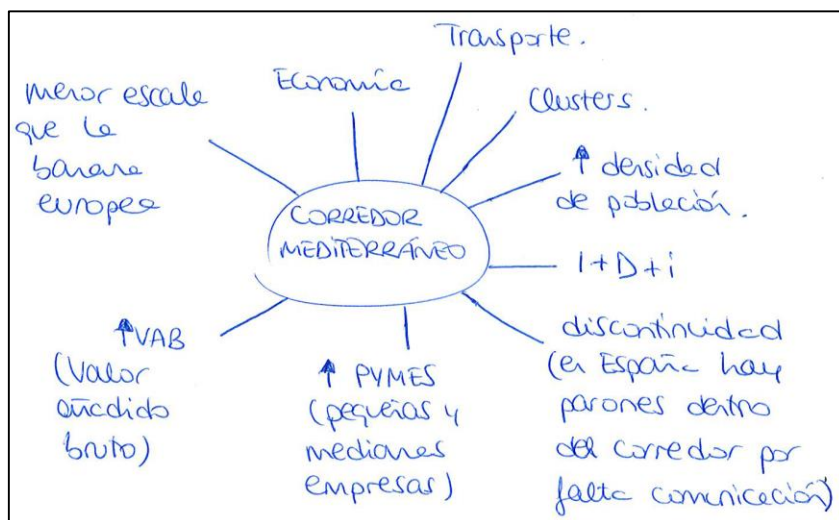 Transporte.
Economía
Clusters.
menor escala
que la
banana
europea
↑ densidad
de población.
CORREDOR
MEDITERRÁNEO
I+D+i
↑VAB
(Valor
añadido
bruto)
↑ PYMES
(pequeñas y
medianas
empresas)
discontinuidad
(en España hay
parones dentro
del corredor por
falta comunicación)